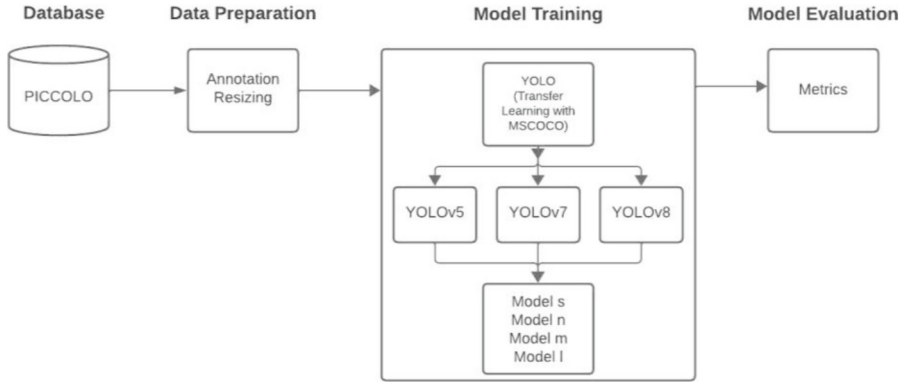 Database
Data Preparation
Model Training
Model Evaluation
PICCOLO
Annotation
Resizing
YOLO
(Transfer
Learning with
MSCOCO)
Metrics
YOLOv5
YOLOv7
YOLOv8
Model s
Model n
Model m
Model l